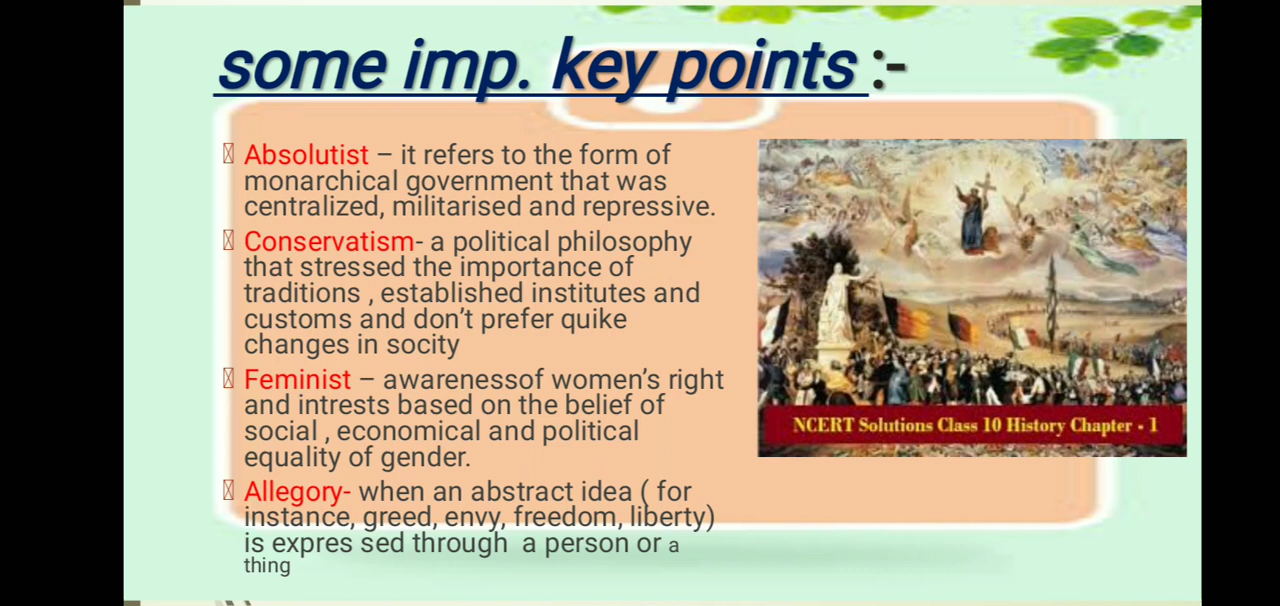 some imp. key points :-
Absolutist – it refers to the form of
monarchical government that was
centralized, militarised and repressive.
Conservatism- a political philosophy
that stressed the importance of
traditions , established institutes and
customs and don’t prefer quike
changes in socity
Feminist – awarenessof women’s right
and intrests based on the belief of
social , economical and political
equality of gender.
Allegory- when an abstract idea ( for
instance, greed, envy, freedom, liberty)
is expres sed through a person or a
thing
NCERT Solutions Class 10 History Chapter - 1